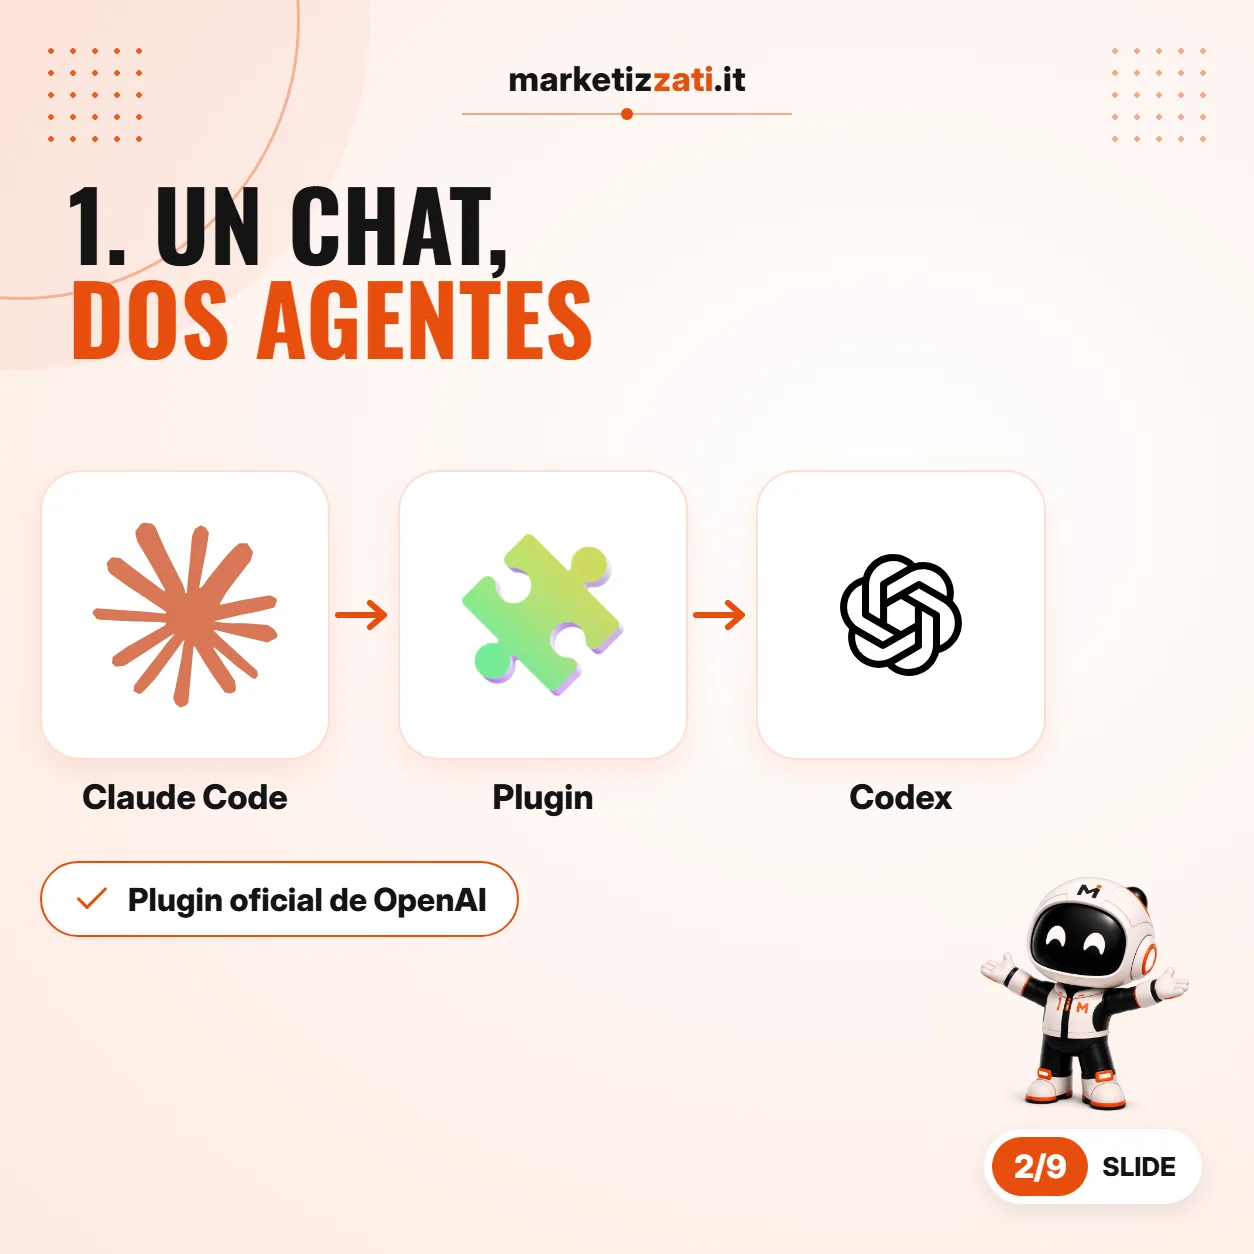 marketizzati.it
1. UN CHAT,
DOS AGENTES
Claude Code
Plugin
Codex
Plugin oficial de OpenAI
2/9 SLIDE